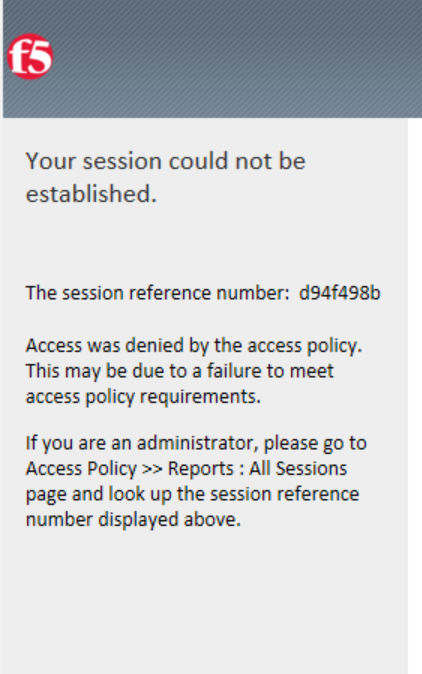 f5
Your session could not be
established.
The session reference number: d94f498b
Access was denied by the access policy.
This may be due to a failure to meet
access policy requirements.
If you are an administrator, please go to
Access Policy >> Reports : All Sessions
page and look up the session reference
number displayed above.